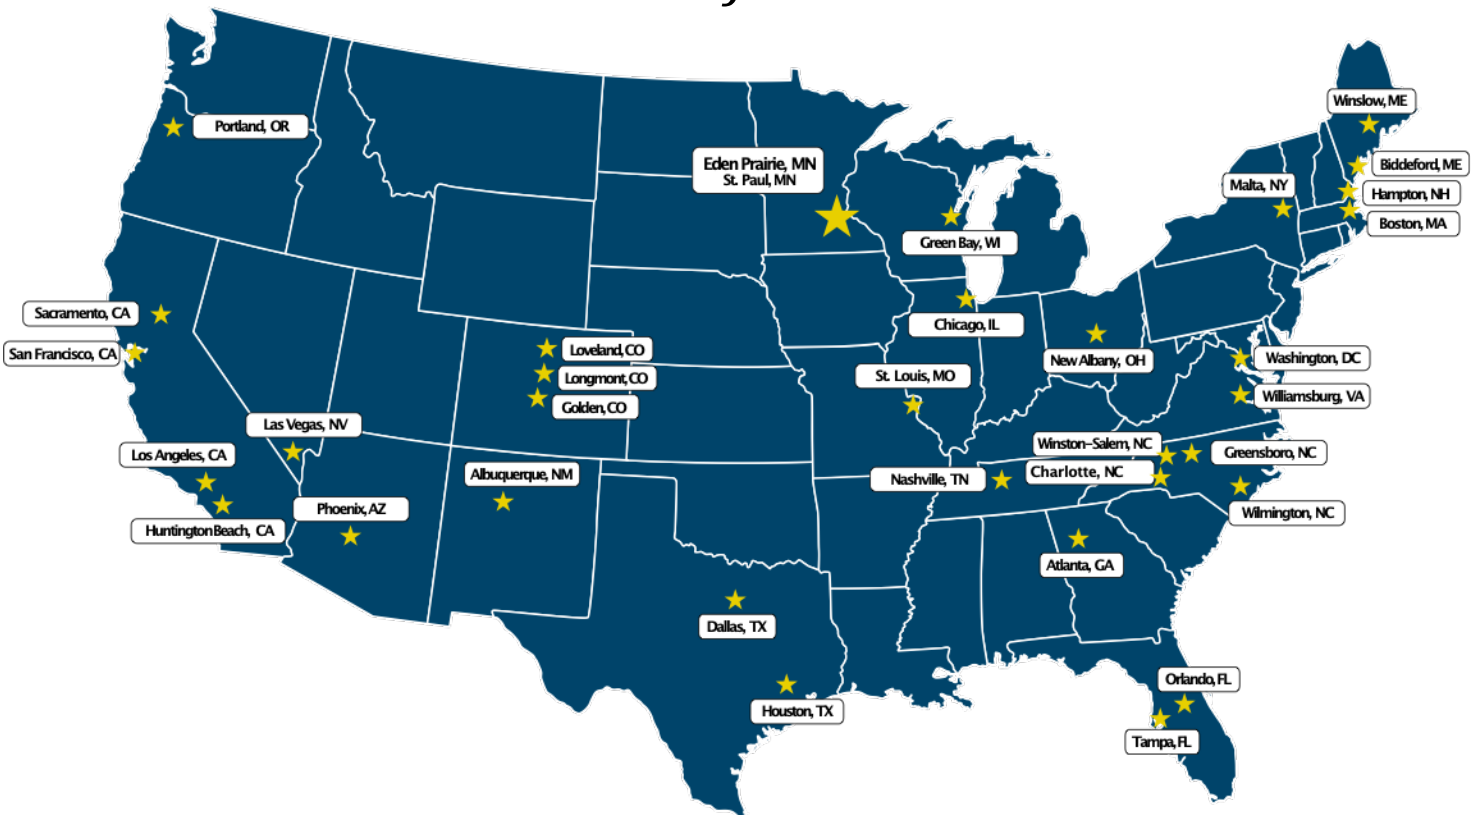 Winslow, ME
Portland, OR
Eden Prairie, MN
St. Paul, MN
Biddeford, ME
Malta, NY
Hampton, NH
Boston, MA
Green Bay, WI
Sacramento, CA
Chicago, IL
San Francisco, CA
Loveland, CO
New Albany, OH
Washington, DC
Longmont, CO
St. Louis, MO
Golden, CO
Williamsburg, VA
Las Vegas, NV
Winston-Salem, NC
Greensboro, NC
Los Angeles, CA
Albuquerque, NM
Nashville, TN
Charlotte, NC
Phoenix, AZ
Wilmington, NC
Huntington Beach, CA
Atlanta, GA
Dallas, TX
Orlando, FL
Houston, TX
Tampa, FL